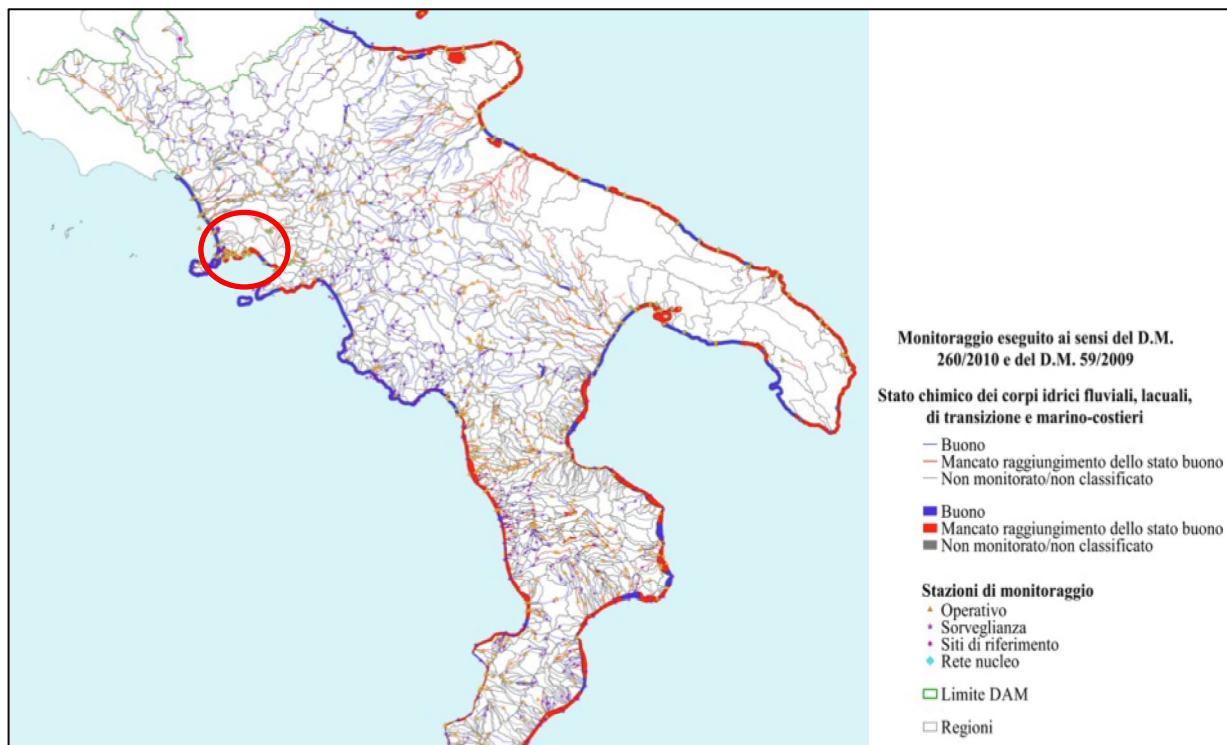 Monitoraggio eseguito ai sensi del D.M.
260/2010 e del D.M. 59/2009
Stato chimico dei corpi idrici fluviali, lacuali,
di transizione e marino-costieri
Buono
Mancato raggiungimento dello stato buono
Non monitorato/non classificato
Buono
Mancato raggiungimento dello stato buono
Non monitorato/non classificato
Stazioni di monitoraggio
Operativo
Sorveglianza
Siti di riferimento
Rete nucleo
Limite DAM
Regioni